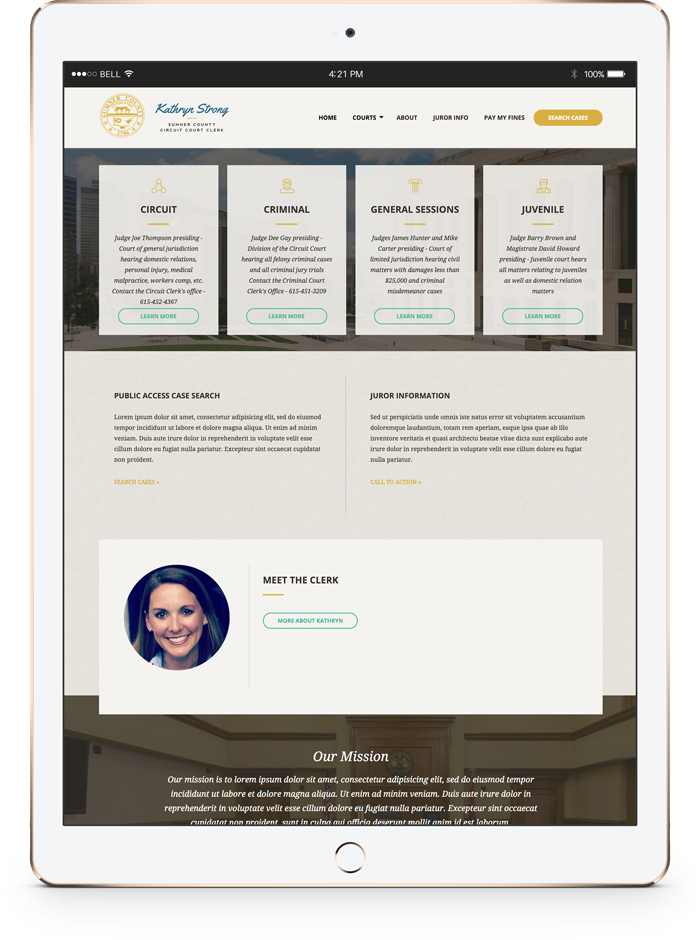 BELL 4:21 PM 100%
SUMNER COUNTY
1786
Kathryn Strong
SUMNER COUNTY
CIRCUIT COURT CLERK
HOME COURTS ABOUT JUROR INFO PAY MY FINES SEARCH CASES
CIRCUIT
Judge Joe Thompson presiding -
Court of general jurisdiction
hearing domestic relations,
personal injury, medical
malpractice, workers comp, etc.
Contact the Circuit Clerk's office -
615-452-4367
LEARN MORE
CRIMINAL
Judge Dee Gay presiding -
Division of the Circuit Court
hearing all felony criminal cases
and all criminal jury trials
Contact the Criminal Court
Clerk's Office - 615-451-3209
LEARN MORE
GENERAL SESSIONS
Judges James Hunter and Mike
Carter presiding - Court of
limited jurisdiction hearing civil
matters with damages less than
$25,000 and criminal
misdemeanor cases
LEARN MORE
JUVENILE
Judge Barry Brown and
Magistrate David Howard
presiding - Juvenile court hears
all matters relating to juveniles
as well as domestic relation
matters
LEARN MORE
PUBLIC ACCESS CASE SEARCH
Lorem ipsum dolor sit amet, consectetur adipisicing elit, sed do eiusmod
tempor incididunt ut labore et dolore magna aliqua. Ut enim ad minim
veniam. Duis aute irure dolor in reprehenderit in voluptate velit esse
cillum dolore eu fugiat nulla pariatur. Excepteur sint occaecat cupidatat
non proident.
SEARCH CASES »
JUROR INFORMATION
Sed ut perspiciatis unde omnis iste natus error sit voluptatem accusantium
doloremque laudantium, totam rem aperiam, eaque ipsa quae ab illo
inventore veritatis et quasi architecto beatae vitae dicta sunt explicabo aute
irure dolor in reprehenderit in voluptate velit esse cillum dolore eu fugiat
nulla pariatur.
CALL TO ACTION »
MEET THE CLERK
MORE ABOUT KATHRYN
Our Mission
Our mission is to lorem ipsum dolor sit amet, consectetur adipisicing elit, sed do eiusmod tempor
incididunt ut labore et dolore magna aliqua. Ut enim ad minim veniam. Duis aute irure dolor in
reprehenderit in voluptate velit esse cillum dolore eu fugiat nulla pariatur. Excepteur sint occaecat
cupidatat non proident, sunt in culpa qui officia deserunt mollit anim id est laborum.